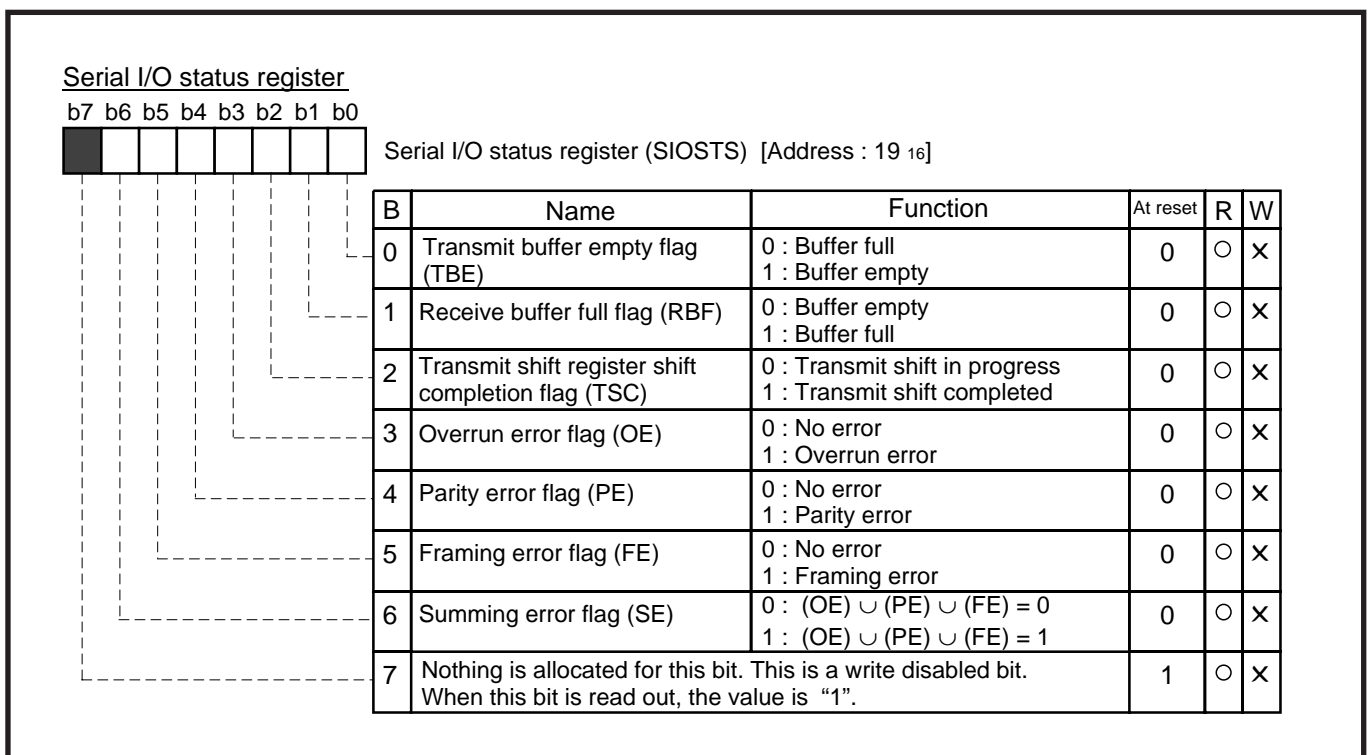 Serial I/O status register
b7 b6 b5 b4 b3 b2 b1 b0
Serial I/O status register (SIOSTS) [Address : 19 16]
B Name Function At reset R W
0 Transmit buffer empty flag (TBE) 0 : Buffer full 0 ○ ×
1 : Buffer empty
1 Receive buffer full flag (RBF) 0 : Buffer empty 0 ○ ×
1 : Buffer full
2 Transmit shift register shift completion flag (TSC) 0 : Transmit shift in progress 0 ○ ×
1 : Transmit shift completed
3 Overrun error flag (OE) 0 : No error 0 ○ ×
1 : Overrun error
4 Parity error flag (PE) 0 : No error 0 ○ ×
1 : Parity error
5 Framing error flag (FE) 0 : No error 0 ○ ×
1 : Framing error
6 Summing error flag (SE) 0 : (OE) ∪ (PE) ∪ (FE) = 0 0 ○ ×
1 : (OE) ∪ (PE) ∪ (FE) = 1
7 Nothing is allocated for this bit. This is a write disabled bit. 1 ○ ×
When this bit is read out, the value is “1”.